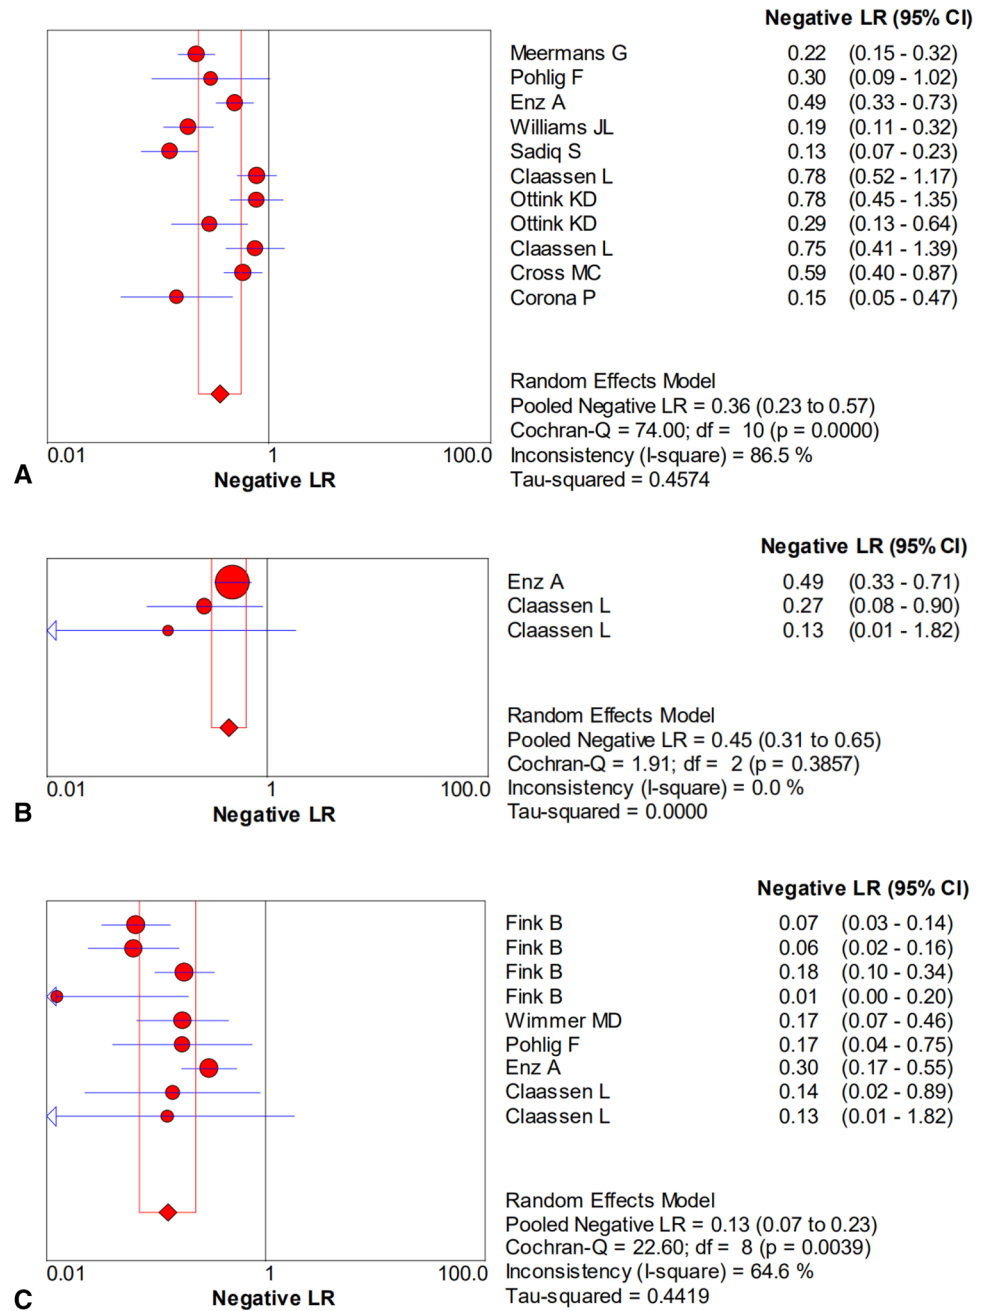 Negative LR (95% CI)
Meermans G 0.22 (0.15 - 0.32)
Pohlig F 0.30 (0.09 - 1.02)
Enz A 0.49 (0.33 - 0.73)
Williams JL 0.19 (0.11 - 0.32)
Sadiq S 0.13 (0.07 - 0.23)
Claassen L 0.78 (0.52 - 1.17)
Ottink KD 0.78 (0.45 - 1.35)
Ottink KD 0.29 (0.13 - 0.64)
Claassen L 0.75 (0.41 - 1.39)
Cross MC 0.59 (0.40 - 0.87)
Corona P 0.15 (0.05 - 0.47)
Random Effects Model
Pooled Negative LR = 0.36 (0.23 to 0.57)
Cochran-Q = 74.00; df = 10 (p = 0.0000)
Inconsistency (I-square) = 86.5 %
Tau-squared = 0.4574
0.01 1 100.0
Negative LR
A
Negative LR (95% CI)
Enz A 0.49 (0.33 - 0.71)
Claassen L 0.27 (0.08 - 0.90)
Claassen L 0.13 (0.01 - 1.82)
Random Effects Model
Pooled Negative LR = 0.45 (0.31 to 0.65)
Cochran-Q = 1.91; df = 2 (p = 0.3857)
Inconsistency (I-square) = 0.0 %
Tau-squared = 0.0000
0.01 1 100.0
Negative LR
B
Negative LR (95% CI)
Fink B 0.07 (0.03 - 0.14)
Fink B 0.06 (0.02 - 0.16)
Fink B 0.18 (0.10 - 0.34)
Fink B 0.01 (0.00 - 0.20)
Wimmer MD 0.17 (0.07 - 0.46)
Pohlig F 0.17 (0.04 - 0.75)
Enz A 0.30 (0.17 - 0.55)
Claassen L 0.14 (0.02 - 0.89)
Claassen L 0.13 (0.01 - 1.82)
Random Effects Model
Pooled Negative LR = 0.13 (0.07 to 0.23)
Cochran-Q = 22.60; df = 8 (p = 0.0039)
Inconsistency (I-square) = 64.6 %
Tau-squared = 0.4419
0.01 1 100.0
Negative LR
C